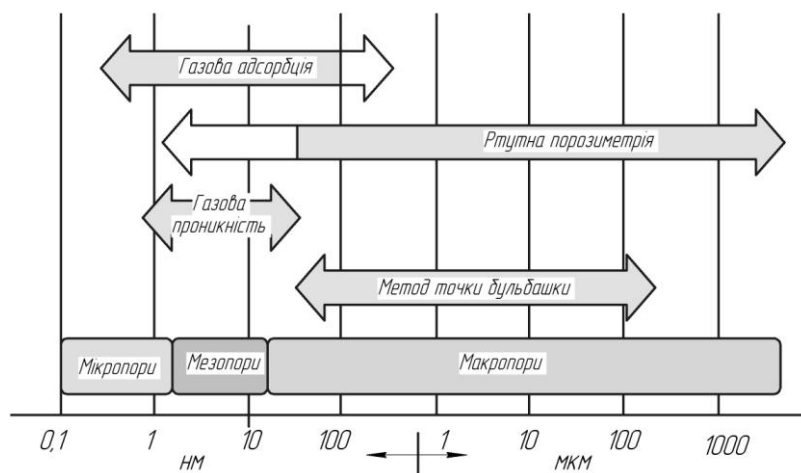 Газова адсорбція
Ртутна порозиметрія
Газова
проникність
Метод точки бульбашки
Мікропори
Мезопори
Макропори
0,1 1 10 100 1 10 100 1000
НМ МКМ